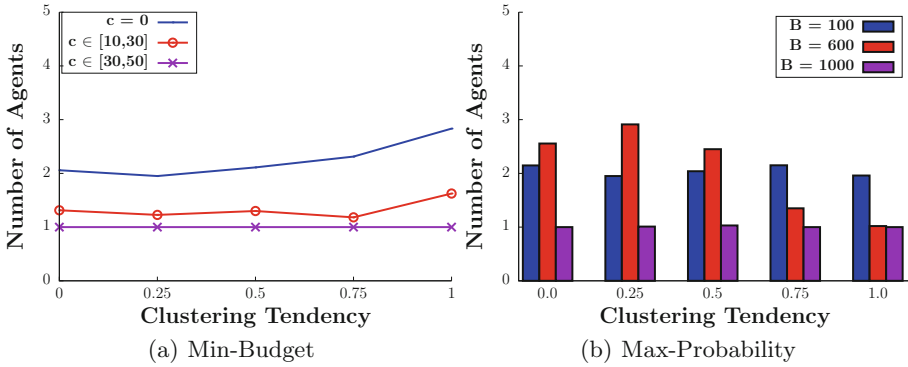 c = 0
c ∈ [10,30]
c ∈ [30,50]
Number of Agents
5
4
3
2
1
0
0 0.25 0.5 0.75 1
Clustering Tendency
(a) Min-Budget
B = 100
B = 600
B = 1000
Number of Agents
5
4
3
2
1
0
0.0 0.25 0.5 0.75 1.0
Clustering Tendency
(b) Max-Probability